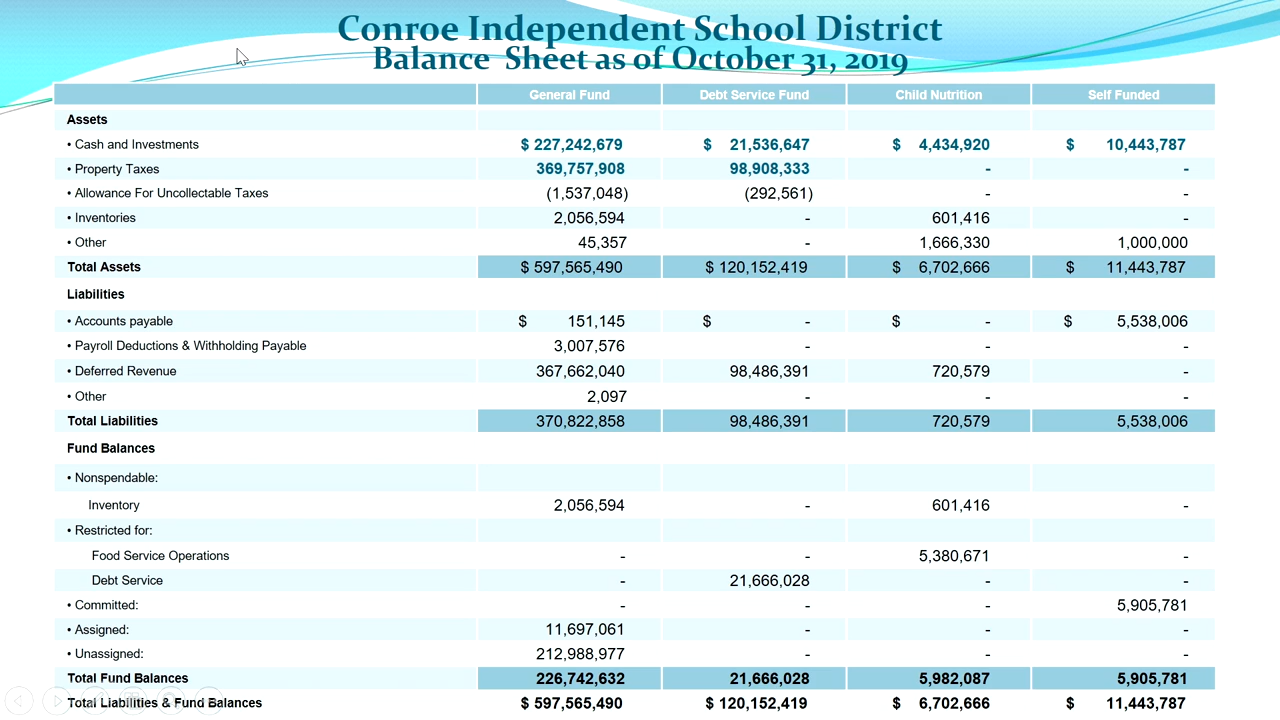 Conroe Independent School District
Balance Sheet as of October 31, 2019
General Fund Debt Service Fund Child Nutrition Self Funded
Assets
• Cash and Investments $ 227,242,679 $ 21,536,647 $ 4,434,920 $ 10,443,787
• Property Taxes 369,757,908 98,908,333 - -
• Allowance For Uncollectable Taxes (1,537,048) (292,561) - -
• Inventories 2,056,594 - 601,416 -
• Other 45,357 - 1,666,330 1,000,000
Total Assets $ 597,565,490 $ 120,152,419 $ 6,702,666 $ 11,443,787
Liabilities
• Accounts payable $ 151,145 $ - $ - $ 5,538,006
• Payroll Deductions & Withholding Payable 3,007,576 - - -
• Deferred Revenue 367,662,040 98,486,391 720,579 -
• Other 2,097 - - -
Total Liabilities 370,822,858 98,486,391 720,579 5,538,006
Fund Balances
• Nonspendable:
Inventory 2,056,594 - 601,416 -
• Restricted for:
Food Service Operations - - 5,380,671 -
Debt Service - 21,666,028 - -
• Committed: - - - 5,905,781
• Assigned: 11,697,061 - - -
• Unassigned: 212,988,977 - - -
Total Fund Balances 226,742,632 21,666,028 5,982,087 5,905,781
Total Liabilities & Fund Balances $ 597,565,490 $ 120,152,419 $ 6,702,666 $ 11,443,787